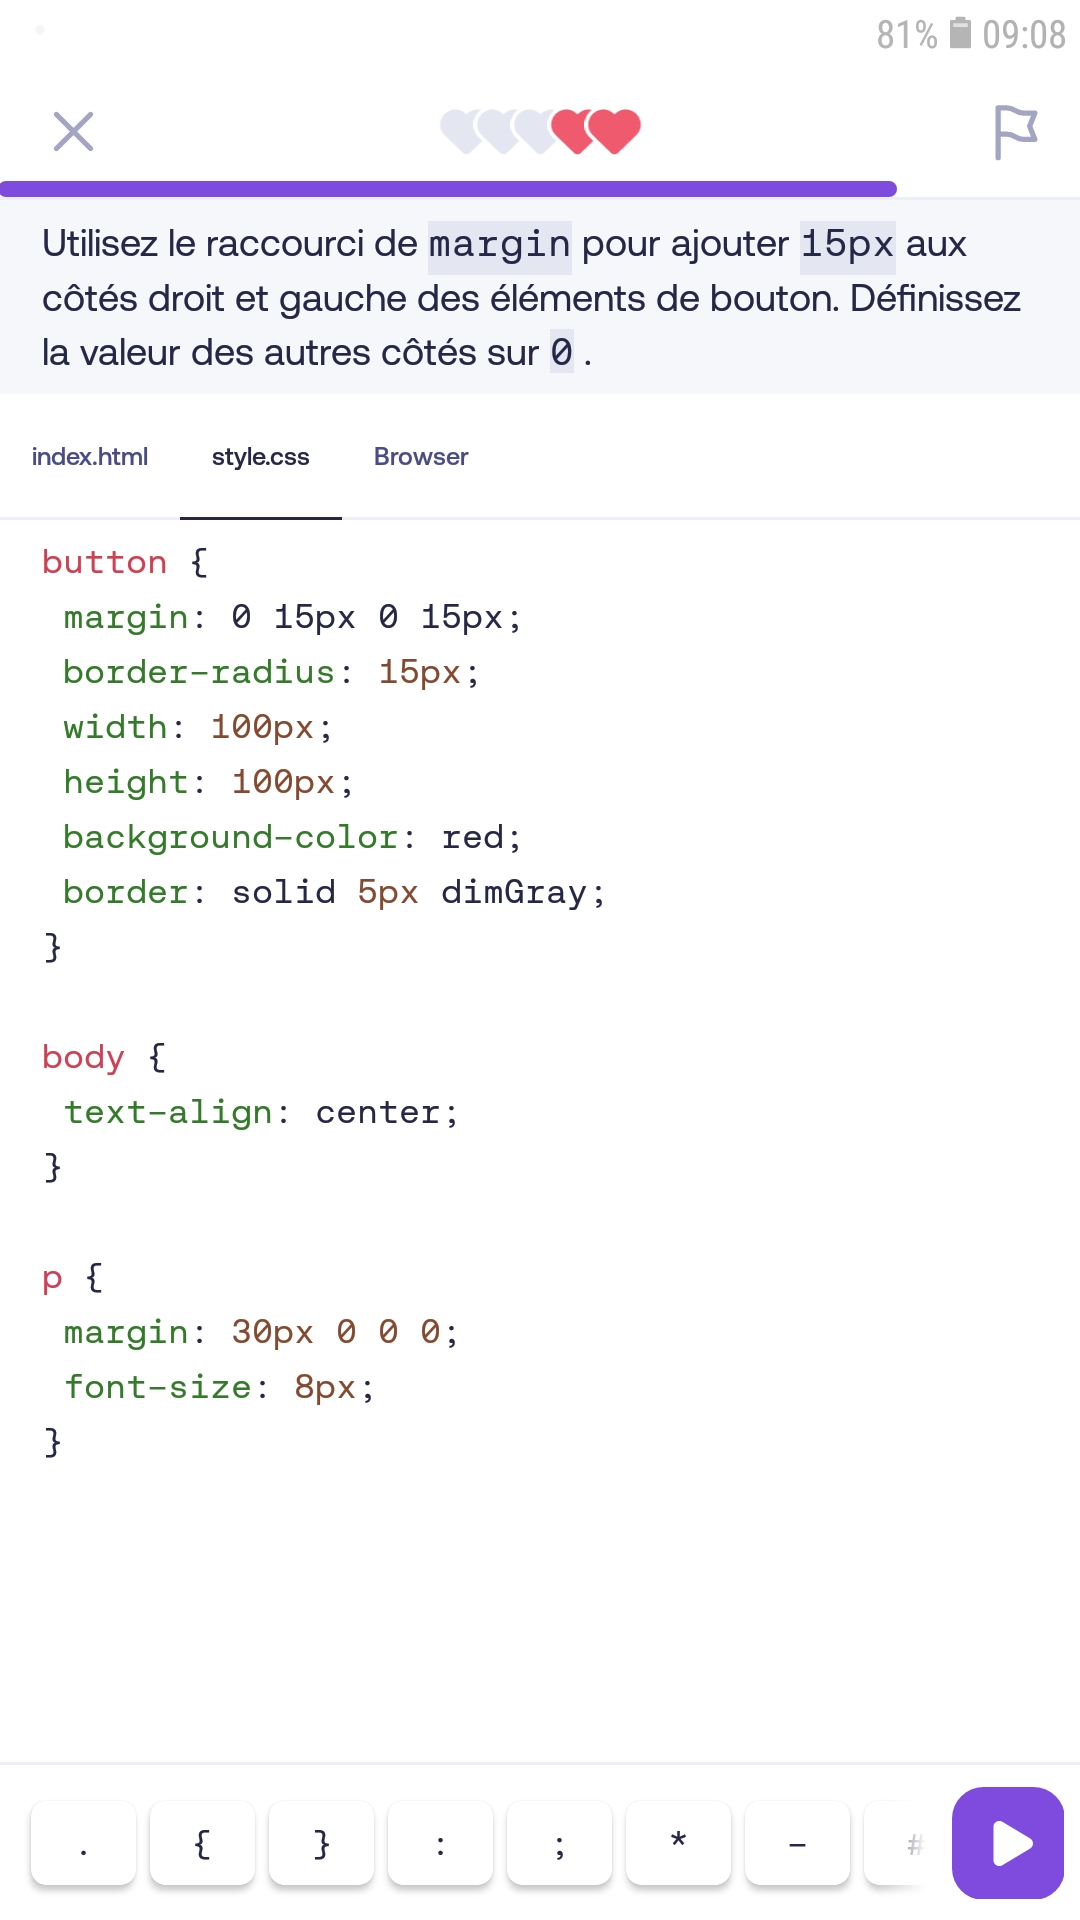 81% 09:08
Utilisez le raccourci de margin pour ajouter 15px aux
côtés droit et gauche des éléments de bouton. Définissez
la valeur des autres côtés sur 0 .
index.html style.css Browser
button {
margin: 0 15px 0 15px;
border-radius: 15px;
width: 100px;
height: 100px;
background-color: red;
border: solid 5px dimGray;
}
body {
text-align: center;
}
p {
margin: 30px 0 0 0;
font-size: 8px;
}
. { } : ; * - #